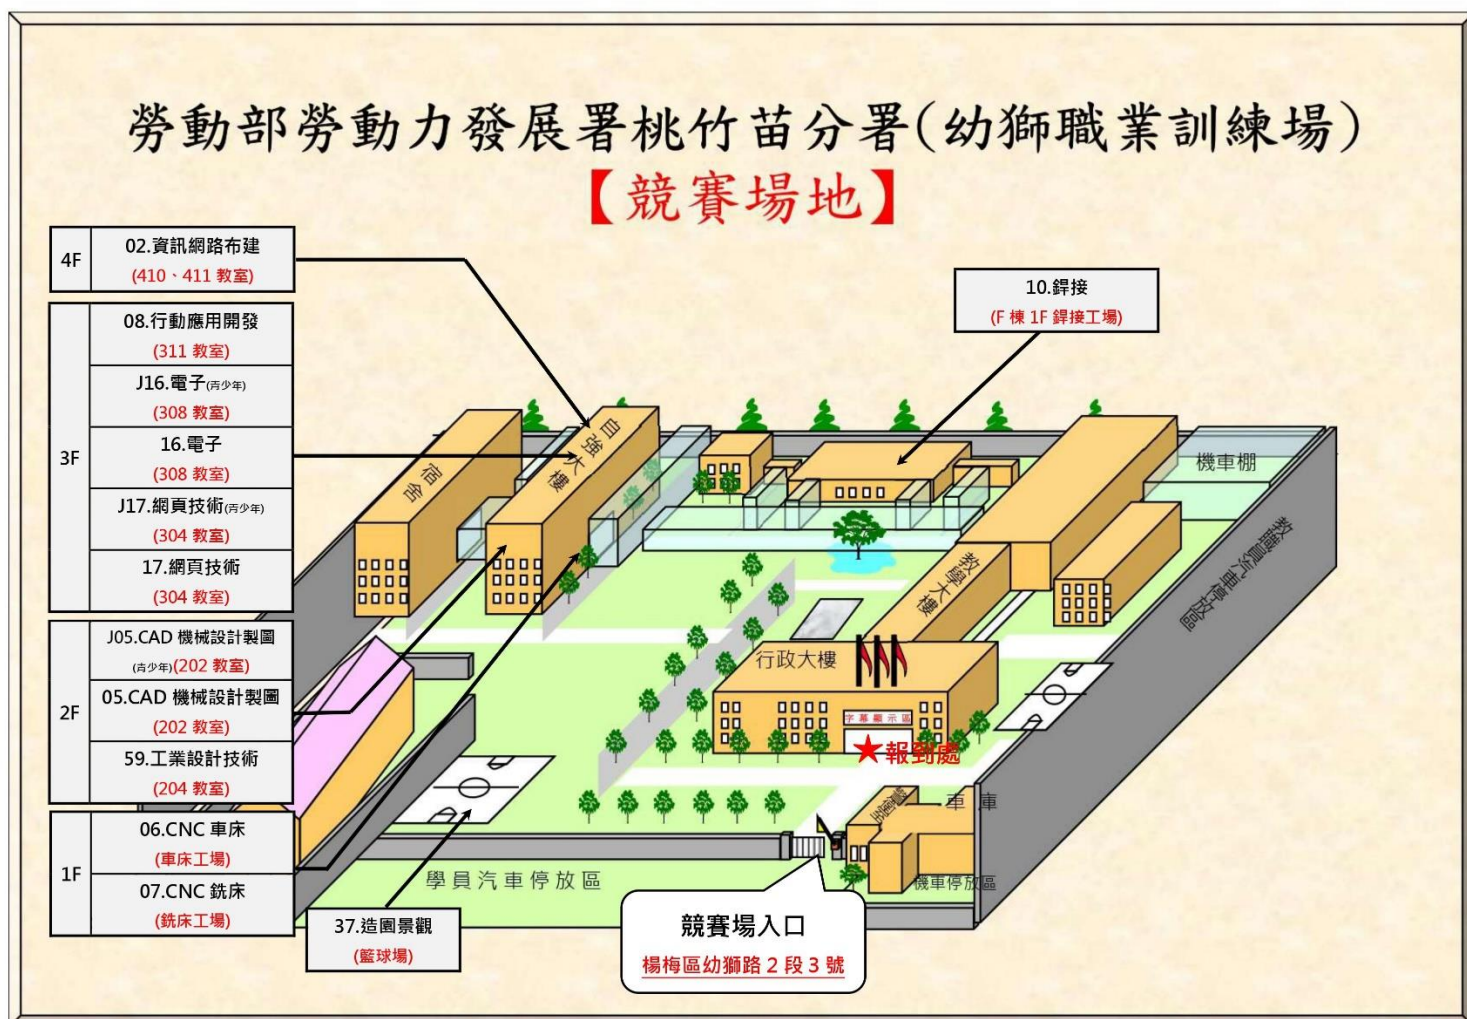 勞動部勞動力發展署桃竹苗分署(幼獅職業訓練場)
【競賽場地】
4F
02.資訊網路布建
(410、411 教室)
3F
08.行動應用開發
(311 教室)
J16.電子(青少年)
(308 教室)
16.電子
(308 教室)
J17.網頁技術(青少年)
(304 教室)
17.網頁技術
(304 教室)
2F
J05.CAD 機械設計製圖
(青少年)(202 教室)
05.CAD 機械設計製圖
(202 教室)
59.工業設計技術
(204 教室)
1F
06.CNC 車床
(車床工場)
07.CNC 銑床
(銑床工場)
10.銲接
(F 棟 1F 銲接工場)
宿舍
自強大樓
機車棚
教職員汽車停放區
教學大樓
行政大樓
字幕顯示區
★報到處
警衛室
車庫
機車停放區
學員汽車停放區
37.造園景觀
(籃球場)
競賽場入口
楊梅區幼獅路 2 段 3 號